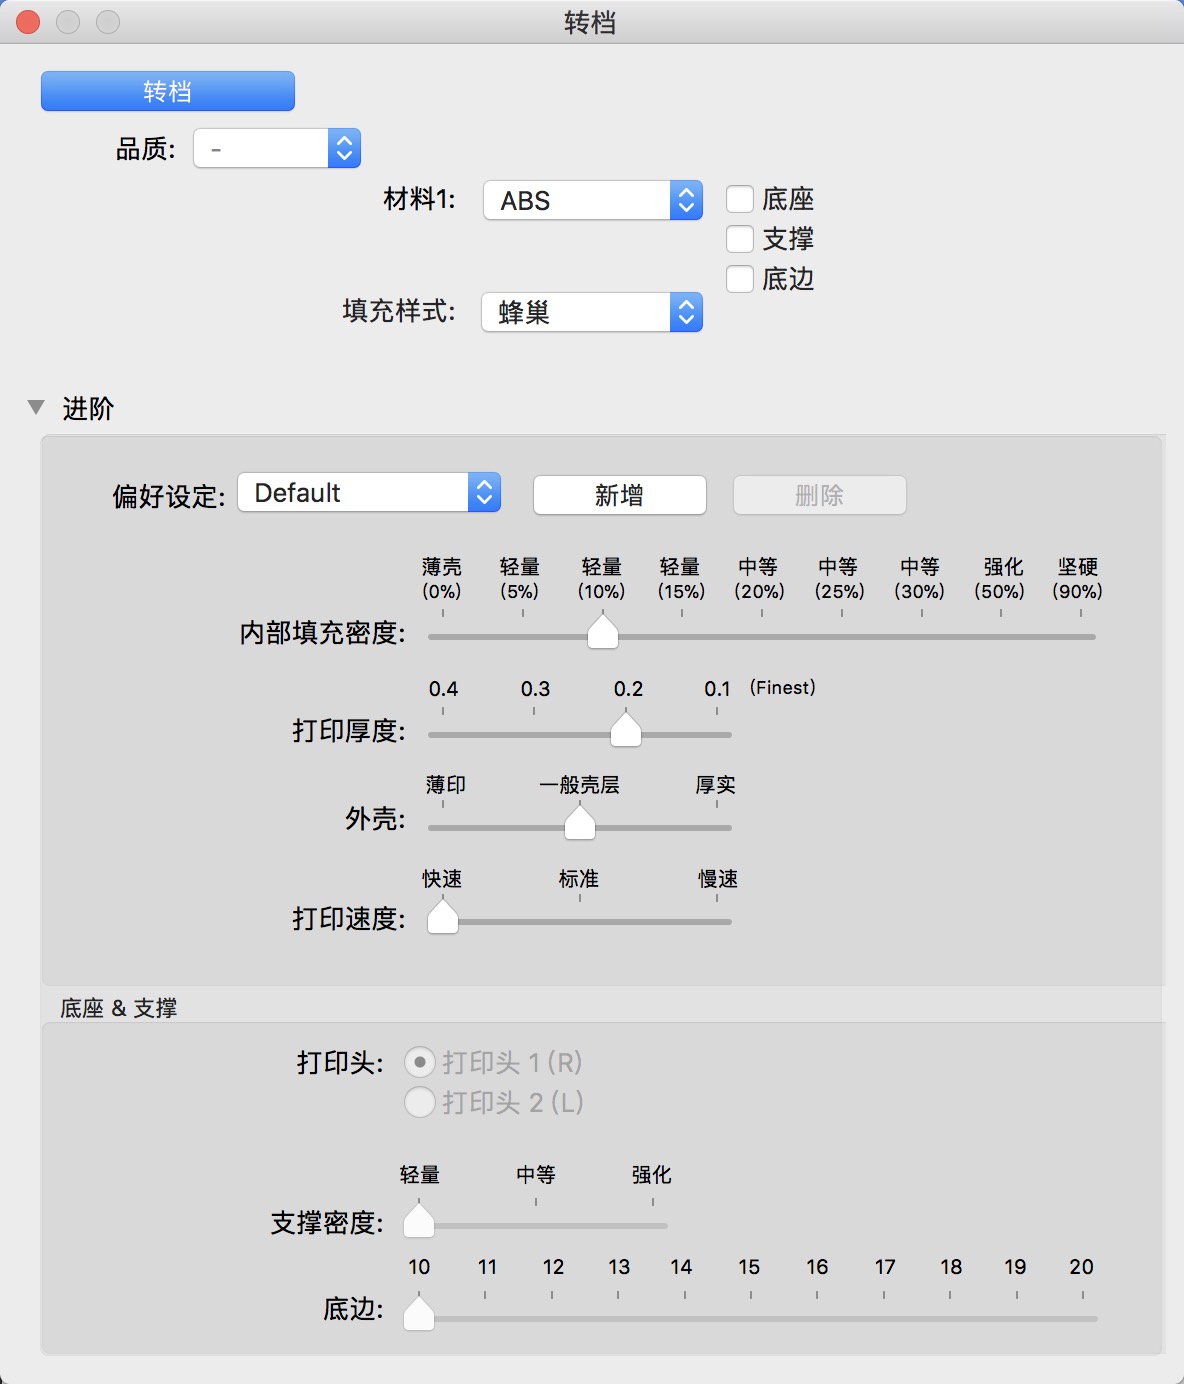 转档
转档
品质: -
材料1: ABS 底座
支撑
底边
填充样式: 蜂巢
进阶
偏好设定: Default 新增 删除
薄壳 轻量 轻量 轻量 中等 中等 中等 强化 坚硬
(0%) (5%) (10%) (15%) (20%) (25%) (30%) (50%) (90%)
内部填充密度:
0.4 0.3 0.2 0.1 (Finest)
打印厚度:
薄印 一般壳层 厚实
外壳:
快速 标准 慢速
打印速度:
底座 & 支撑
打印头: 打印头 1 (R)
打印头 2 (L)
轻量 中等 强化
支撑密度:
10 11 12 13 14 15 16 17 18 19 20
底边: